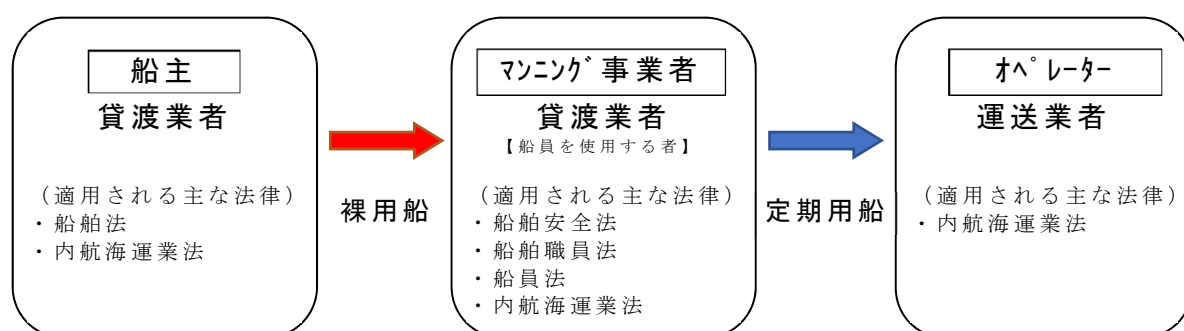 船主
貸渡業者
（適用される主な法律）
・船舶法
・内航海運業法
裸用船
ﾏﾝﾆﾝｸﾞ事業者
貸渡業者
【船員を使用する者】
（適用される主な法律）
・船舶安全法
・船舶職員法
・船員法
・内航海運業法
定期用船
ｵﾍﾟﾚｰﾀｰ
運送業者
（適用される主な法律）
・内航海運業法